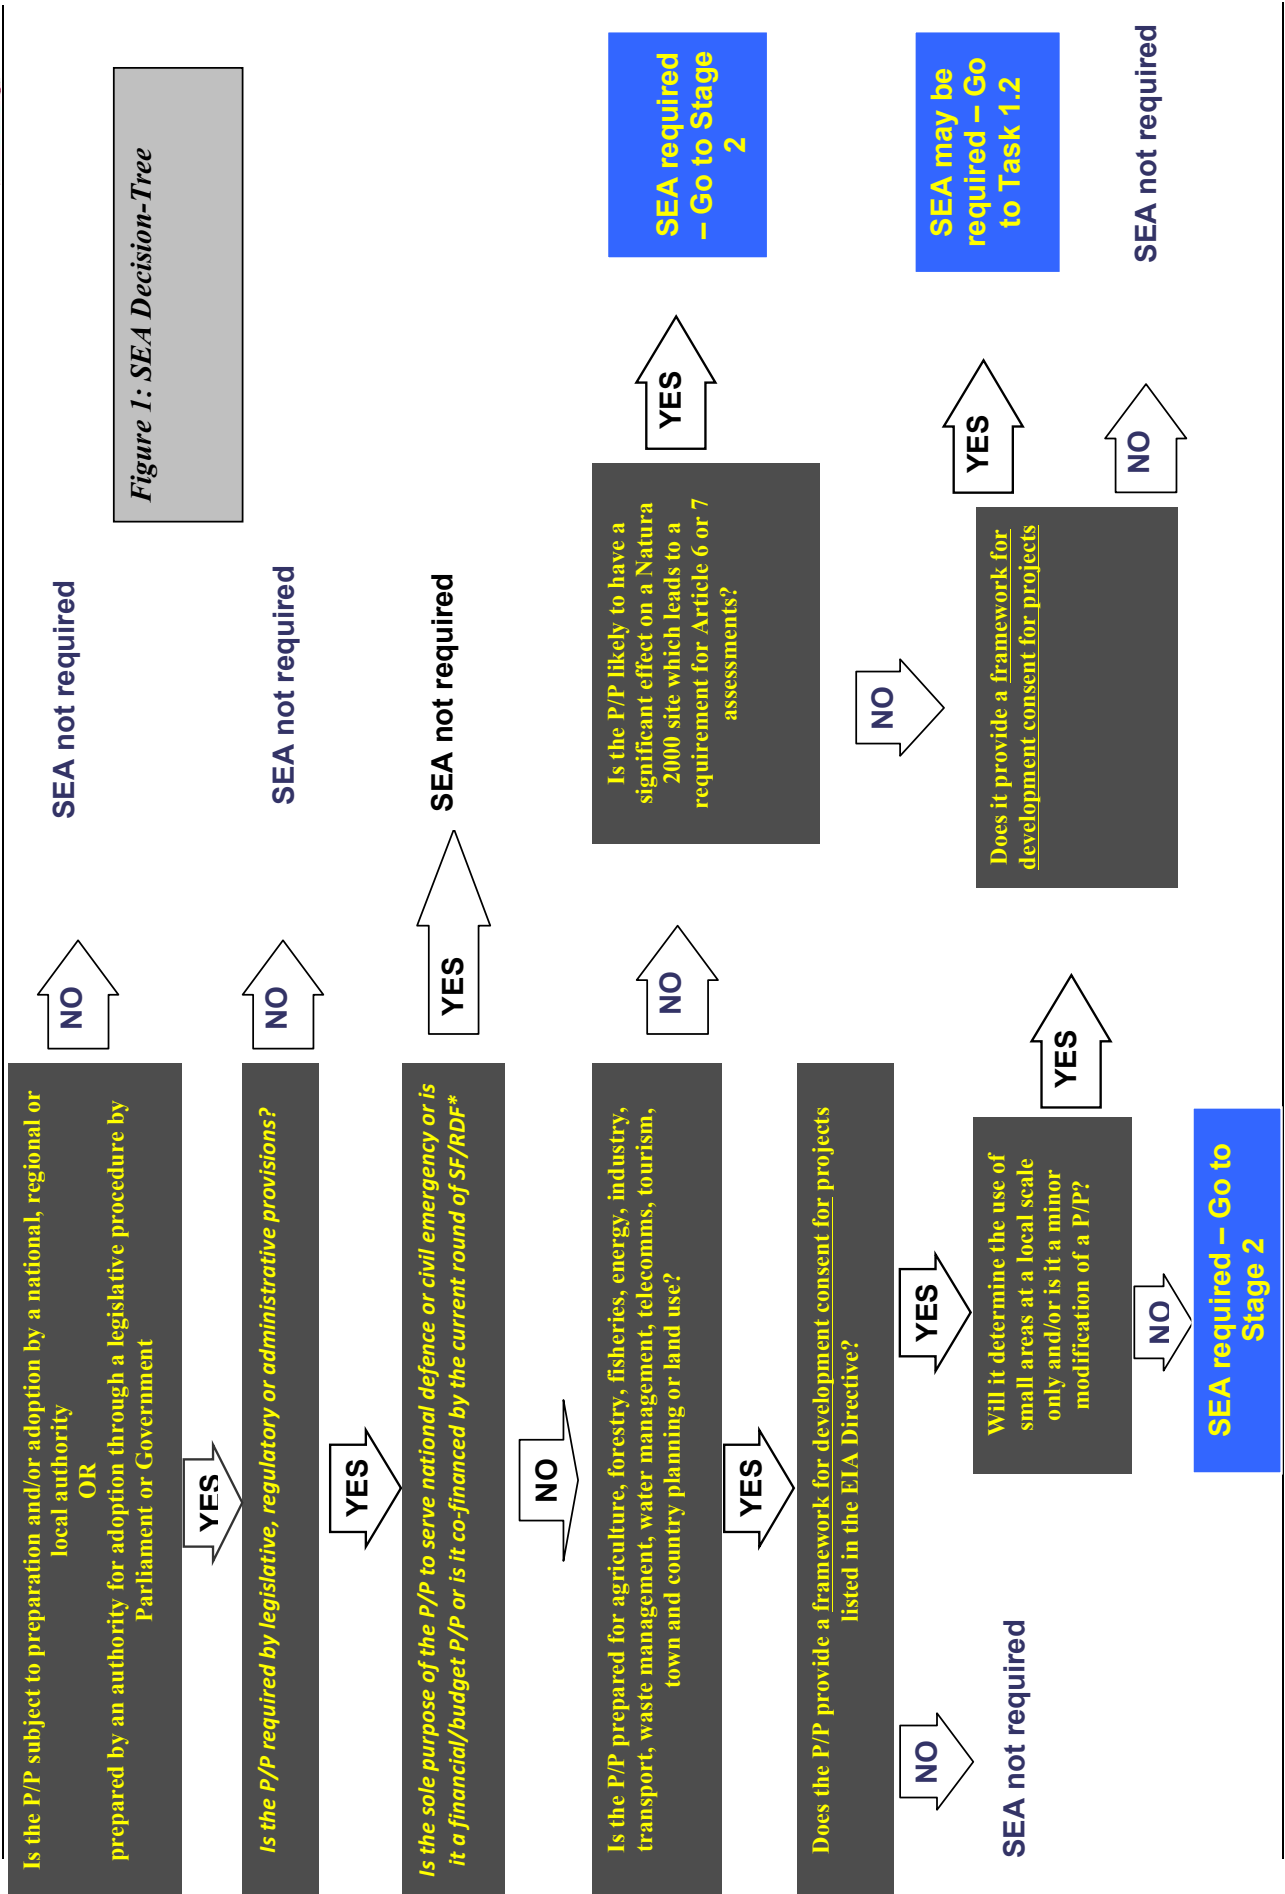 Figure 1: SEA Decision-Tree
Is the P/P subject to preparation and/or adoption by a national, regional or
local authority
OR
prepared by an authority for adoption through a legislative procedure by
Parliament or Government
NO
SEA not required
YES
Is the P/P required by legislative, regulatory or administrative provisions?
NO
SEA not required
YES
Is the sole purpose of the P/P to serve national defence or civil emergency or is
it a financial/budget P/P or is it co-financed by the current round of SF/RDF*
YES
SEA not required
NO
Is the P/P prepared for agriculture, forestry, fisheries, energy, industry,
transport, waste management, water management, telecomms, tourism,
town and country planning or land use?
NO
Is the P/P likely to have a
significant effect on a Natura
2000 site which leads to a
requirement for Article 6 or 7
assessments?
YES
SEA required
– Go to Stage
2
YES
NO
Does the P/P provide a framework for development consent for projects
listed in the EIA Directive?
NO
SEA not required
YES
Will it determine the use of
small areas at a local scale
only and/or is it a minor
modification of a P/P?
YES
Does it provide a framework for
development consent for projects
YES
SEA may be
required – Go
to Task 1.2
NO
SEA not required
NO
SEA required – Go to
Stage 2